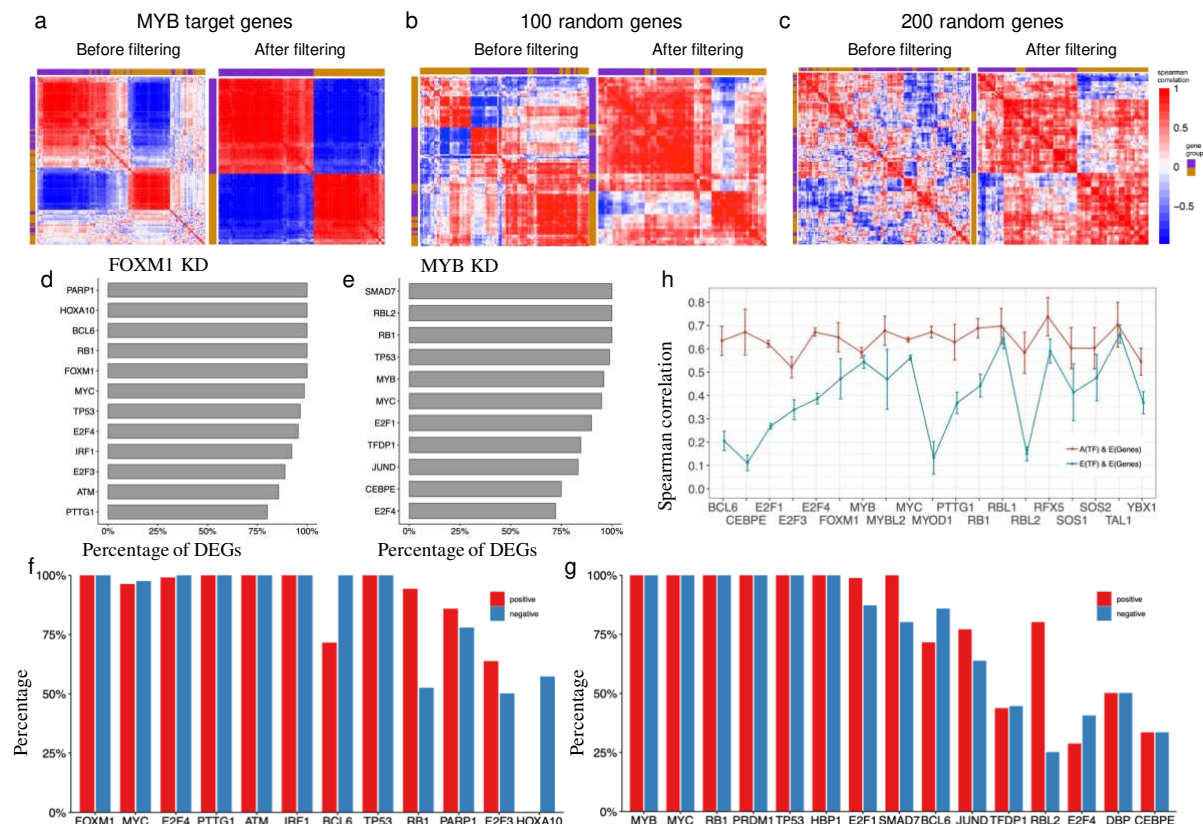 a MYB target genes
Before filtering After filtering
b 100 random genes
Before filtering After filtering
c 200 random genes
Before filtering After filtering
spearman
correlation
1
0.5
0
−0.5
gene
group
d FOXM1 KD
PARP1
HOXA10
BCL6
RB1
FOXM1
MYC
TP53
E2F4
IRF1
E2F3
ATM
PTTG1
0% 25% 50% 75% 100%
Percentage of DEGs
e MYB KD
SMAD7
RBL2
RB1
TP53
MYB
MYC
E2F1
TFDP1
JUND
CEBPE
E2F4
0% 25% 50% 75% 100%
Percentage of DEGs
h
Spearman correlation
0.8
0.7
0.6
0.5
0.4
0.3
0.2
0.1
0.0
A(TF) & E(Genes)
E(TF) & E(Genes)
BCL6 E2F1 E2F4 MYB MYC PTTG1 RBL1 RFX5 SOS2 YBX1
CEBPE E2F3 FOXM1 MYBL2 MYOD1 RB1 RBL2 SOS1 TAL1
f
Percentage
100%
75%
50%
25%
0%
positive
negative
FOXM1 MYC E2F4 PTTG1 ATM IRF1 BCL6 TP53 RB1 PARP1 E2F3 HOXA10
g
Percentage
100%
75%
50%
25%
0%
positive
negative
MYB MYC RB1 PRDM1 TP53 HBP1 E2F1 SMAD7 BCL6 JUND TFDP1 RBL2 E2F4 DBP CEBPE